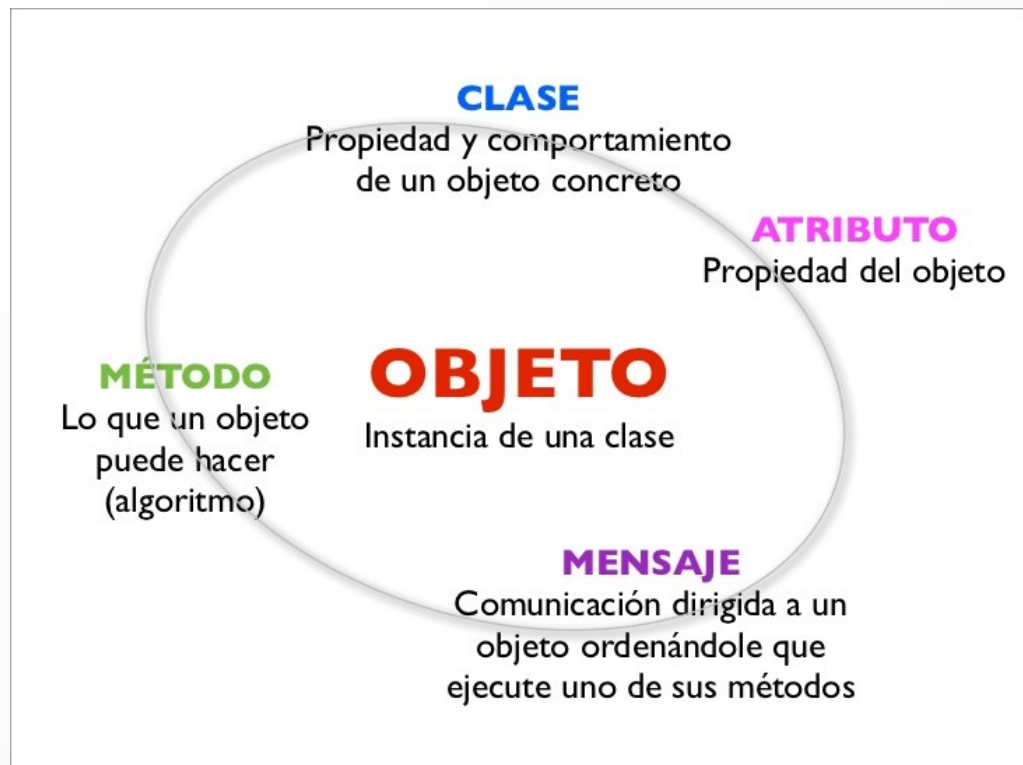 CLASE
Propiedad y comportamiento
de un objeto concreto
ATRIBUTO
Propiedad del objeto
OBJETO
Instancia de una clase
MÉTODO
Lo que un objeto
puede hacer
(algoritmo)
MENSAJE
Comunicación dirigida a un
objeto ordenándole que
ejecute uno de sus métodos